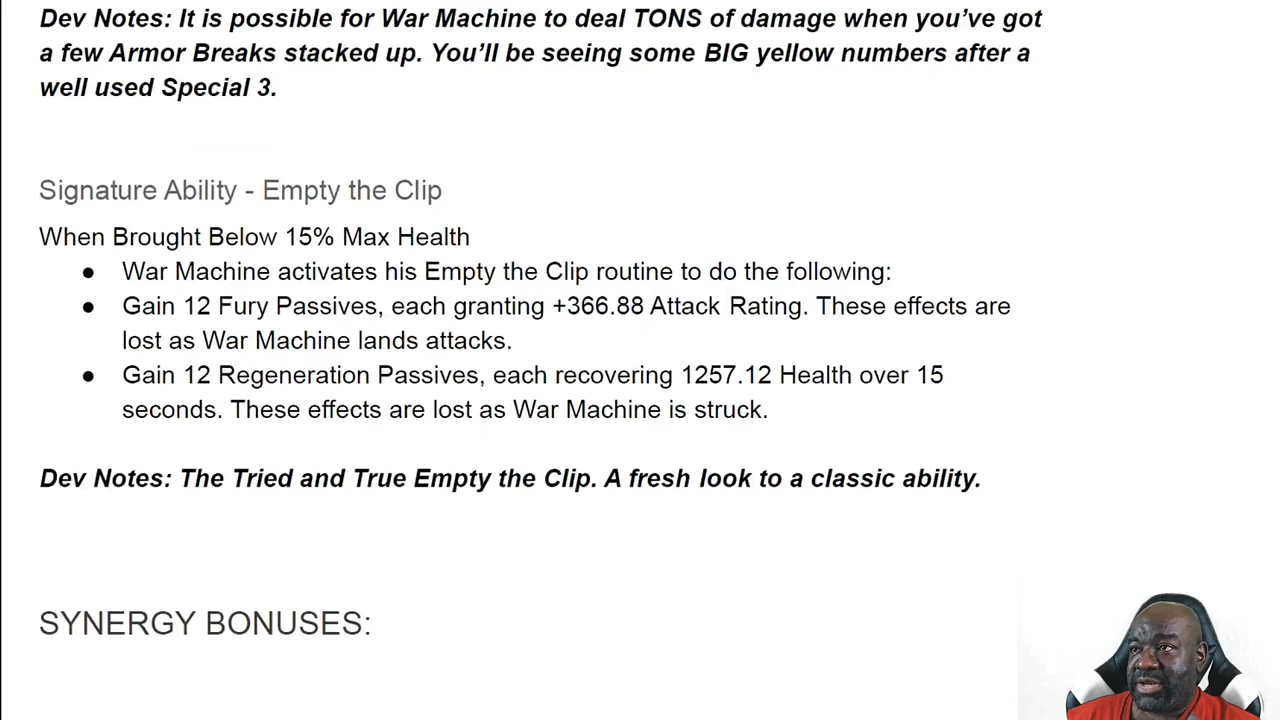 Dev Notes: It is possible for War Machine to deal TONS of damage when you've got
a few Armor Breaks stacked up. You'll be seeing some BIG yellow numbers after a
well used Special 3.
Signature Ability - Empty the Clip
When Brought Below 15% Max Health
● War Machine activates his Empty the Clip routine to do the following:
● Gain 12 Fury Passives, each granting +366.88 Attack Rating. These effects are
lost as War Machine lands attacks.
● Gain 12 Regeneration Passives, each recovering 1257.12 Health over 15
seconds. These effects are lost as War Machine is struck.
Dev Notes: The Tried and True Empty the Clip. A fresh look to a classic ability.
SYNERGY BONUSES: